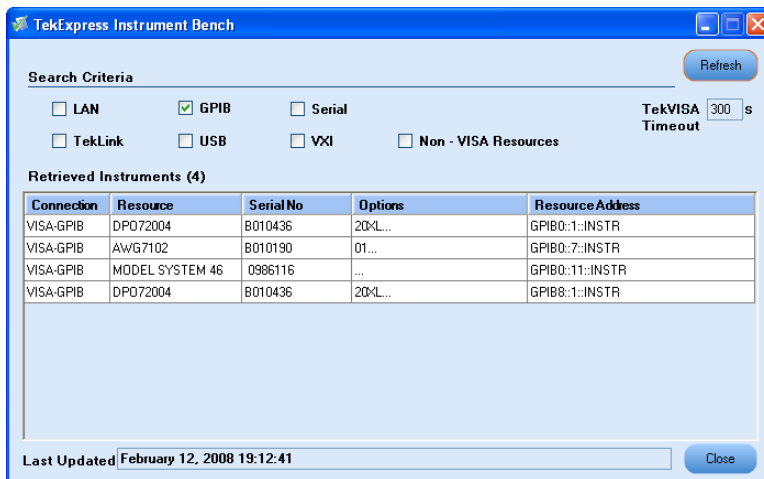 TekExpress Instrument Bench
Refresh
Search Criteria
LAN GPIB Serial TekVISA Timeout 300 s
TekLink USB VXI Non - VISA Resources
Retrieved Instruments (4)
Connection Resource Serial No Options Resource Address
VISA-GPIB DPO72004 B010436 20XL... GPIB0::1::INSTR
VISA-GPIB AWG7102 B010190 01... GPIB0::7::INSTR
VISA-GPIB MODEL SYSTEM 46 0986116 ... GPIB0::11::INSTR
VISA-GPIB DPO72004 B010436 20XL... GPIB8::1::INSTR
Last Updated February 12, 2008 19:12:41 Close